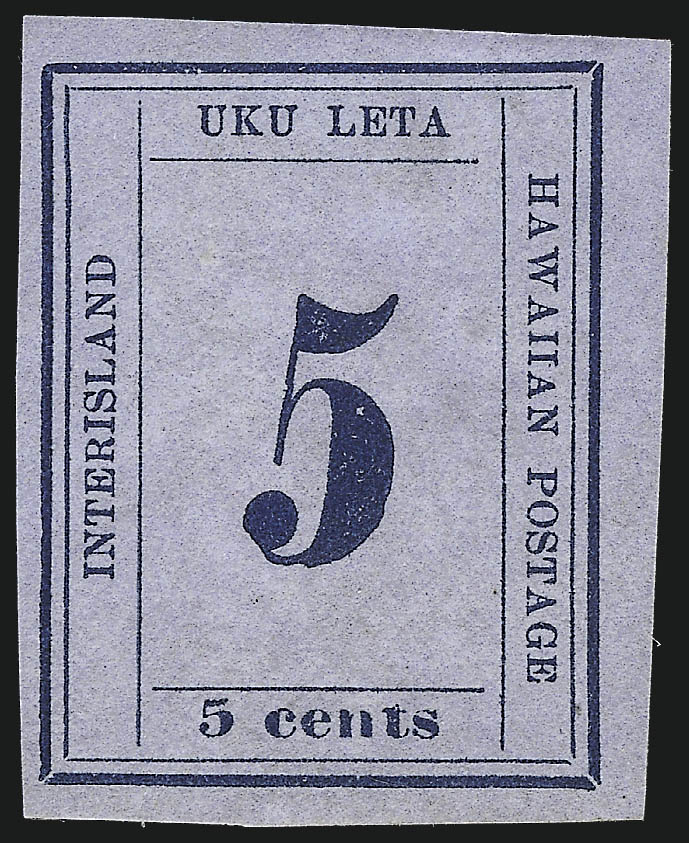 UKU LETA
INTERISLAND
HAWAIIAN POSTAGE
5
5 cents